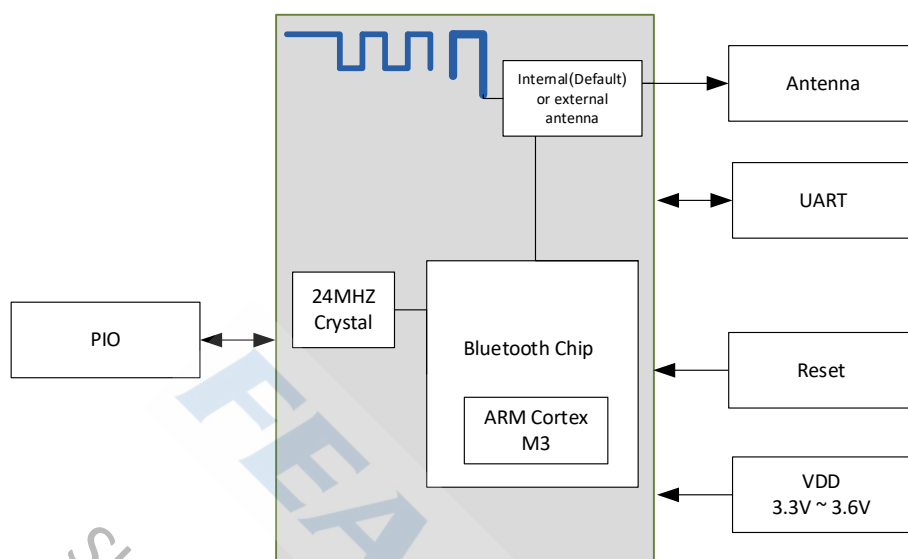 Internal(Default)
or external
antenna
Antenna
UART
24MHZ
Crystal
PIO
Bluetooth Chip
ARM Cortex
M3
Reset
VDD
3.3V ~ 3.6V
FEA